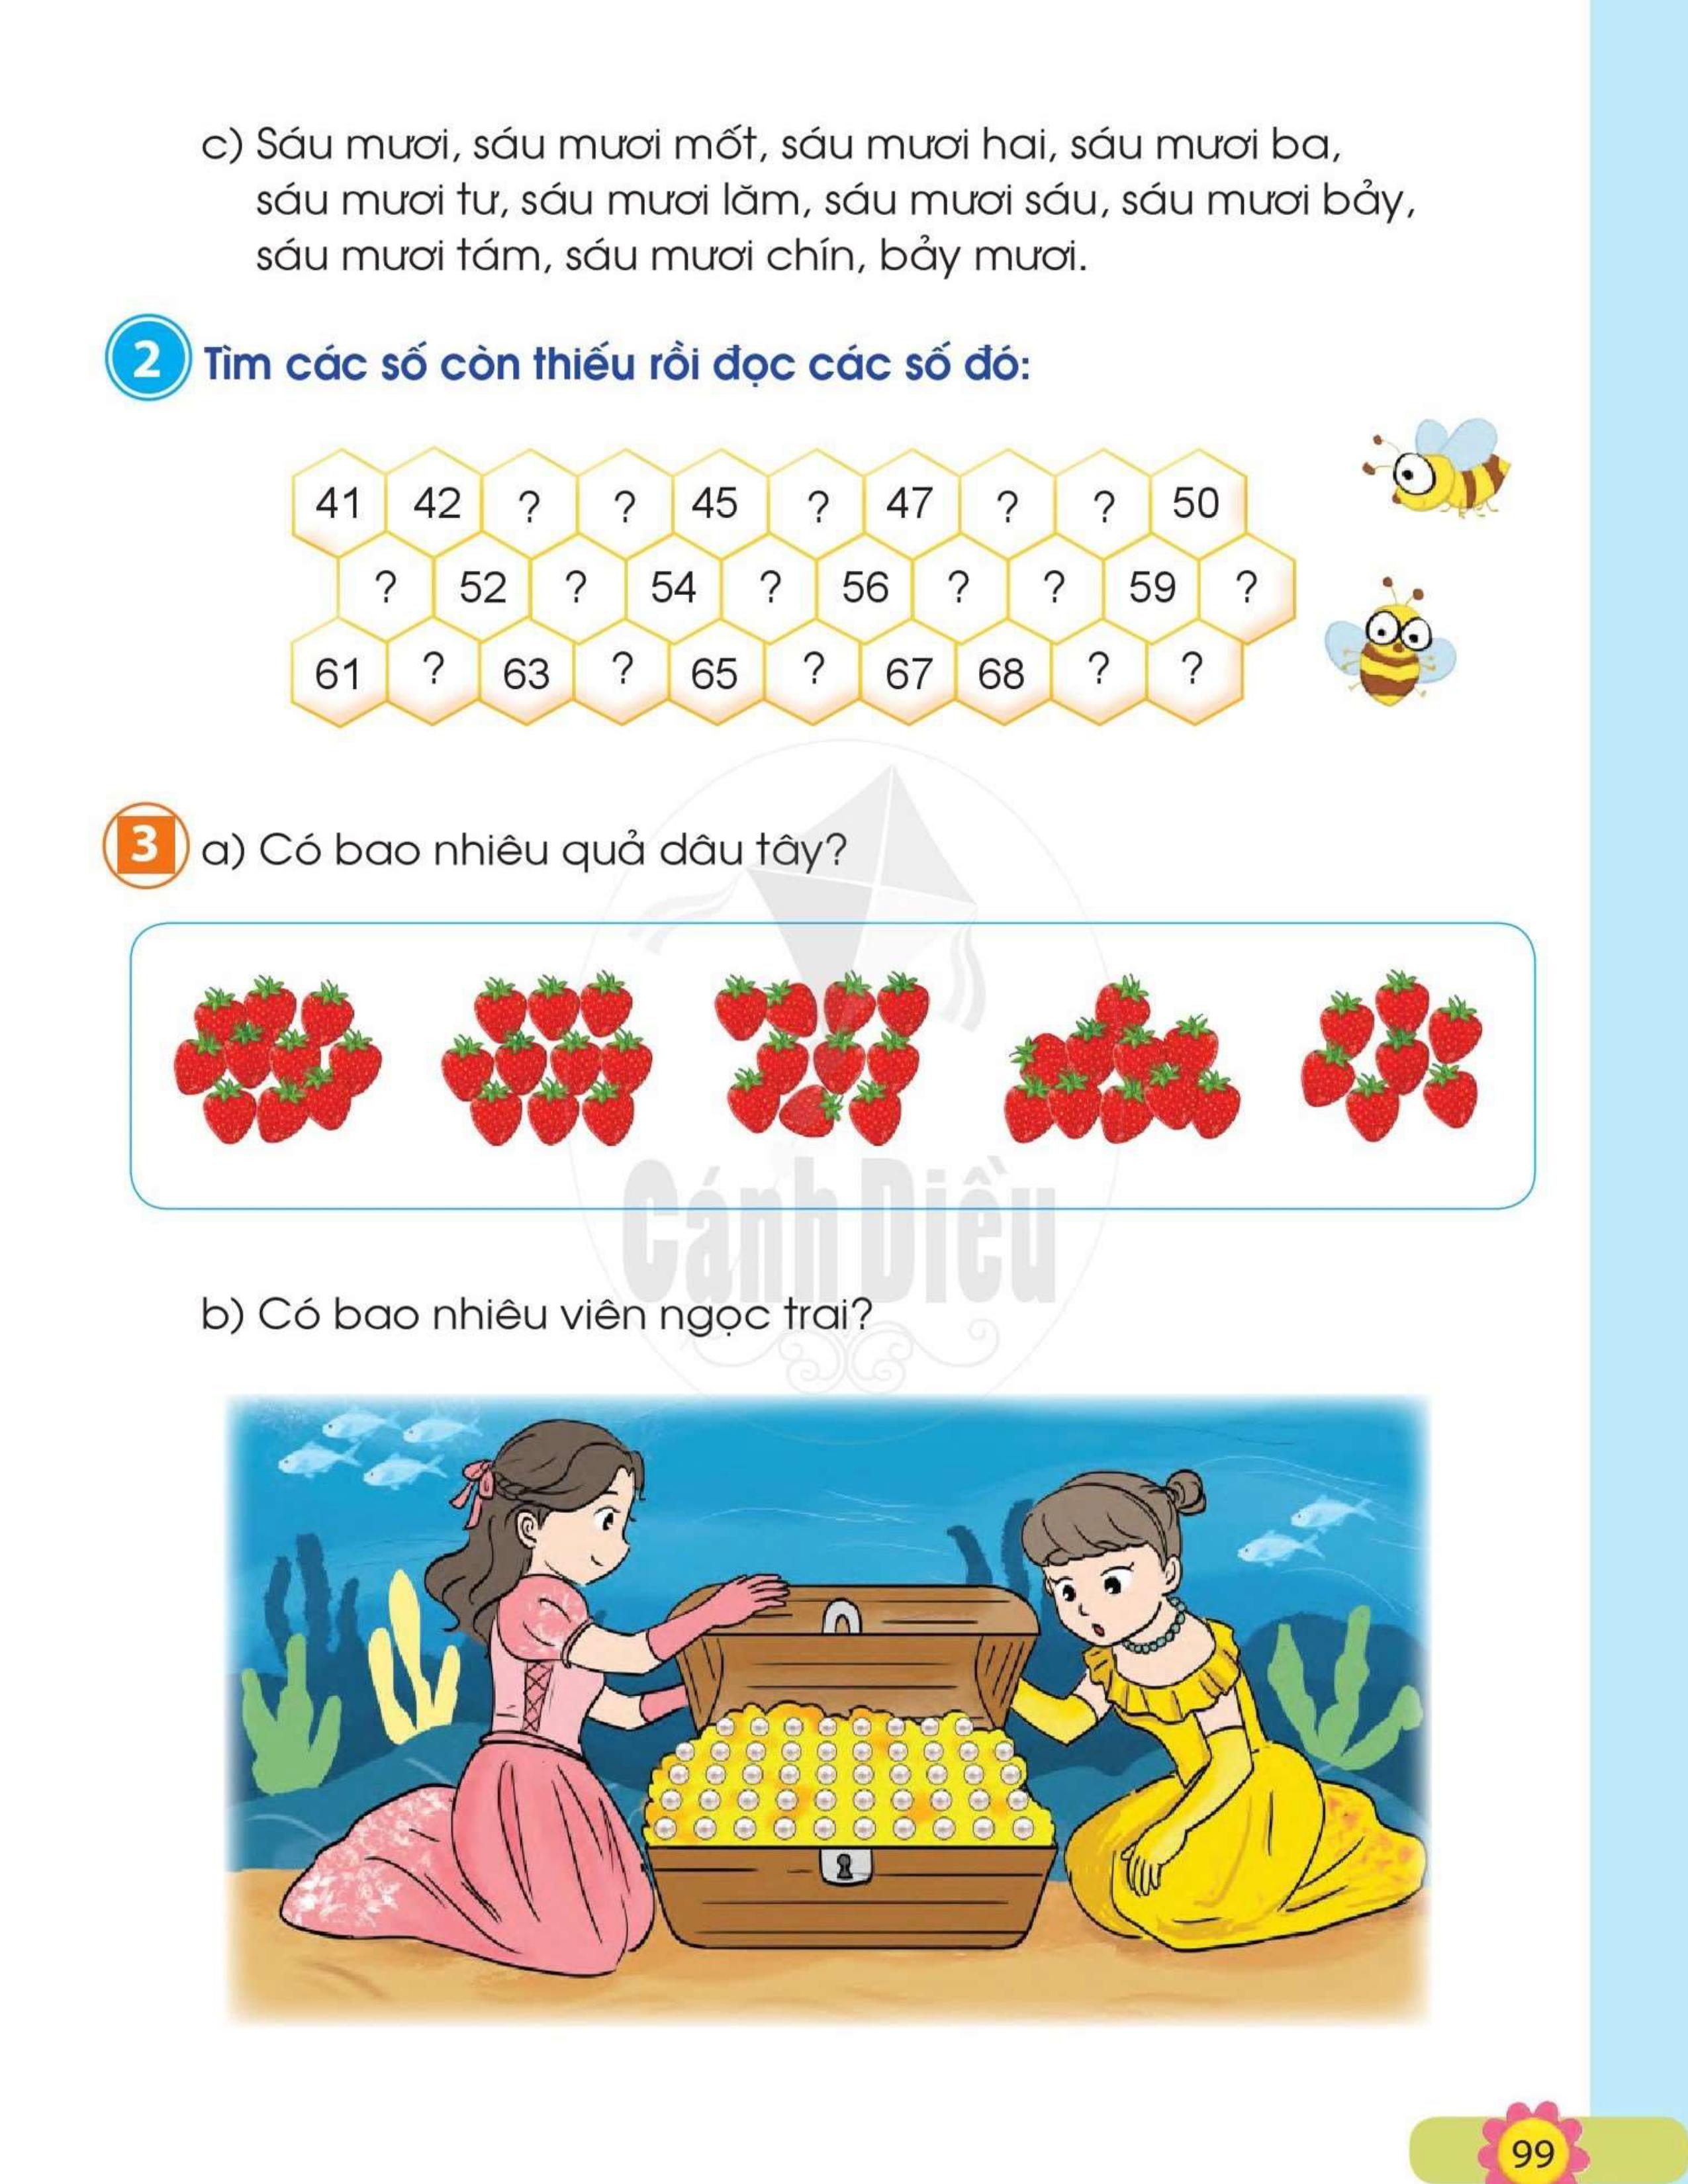 c) Sáu mươi, sáu mươi mốt, sáu mươi hai, sáu mươi ba,
sáu mươi tư, sáu mươi lăm, sáu mươi sáu, sáu mươi bảy,
sáu mươi tám, sáu mươi chín, bảy mươi.
2 Tìm các số còn thiếu rồi đọc các số đó:
41 42 ? ? 45 ? 47 ? ? 50
? 52 ? 54 ? 56 ? ? 59 ?
61 ? 63 ? 65 ? 67 68 ? ?
3 a) Có bao nhiêu quả dâu tây?
Cánh Diều
b) Có bao nhiêu viên ngọc trai?
99